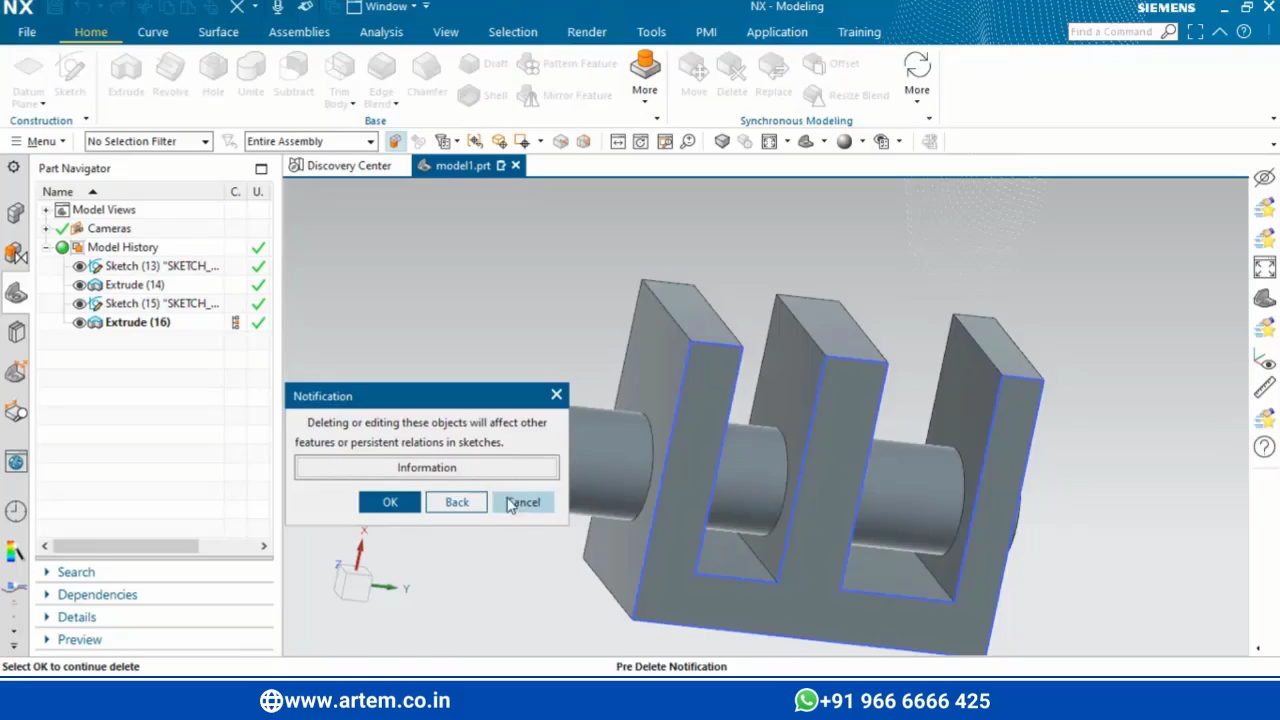 NX
Window
NX - Modeling
SIEMENS
File
Home
Curve
Surface
Assemblies
Analysis
View
Selection
Render
Tools
PMI
Application
Training
Find a Command
Datum
Plane
Sketch
Extrude
Revolve
Hole
Unite
Subtract
Trim
Body
Edge
Blend
Chamfer
Draft
Shell
Pattern Feature
Mirror Feature
More
Move
Delete
Replace
Offset
Resize Blend
More
Construction
Base
Synchronous Modeling
Menu
No Selection Filter
Entire Assembly
Part Navigator
Discovery Center
model1.prt
Name
C.
U.
Model Views
Cameras
Model History
Sketch (13) "SKETCH_...
Extrude (14)
Sketch (15) "SKETCH_...
Extrude (16)
Notification
Deleting or editing these objects will affect other
features or persistent relations in sketches.
Information
OK
Back
Cancel
X
Z
Y
Search
Dependencies
Details
Preview
Select OK to continue delete
Pre Delete Notification
www.artem.co.in
+91 966 6666 425